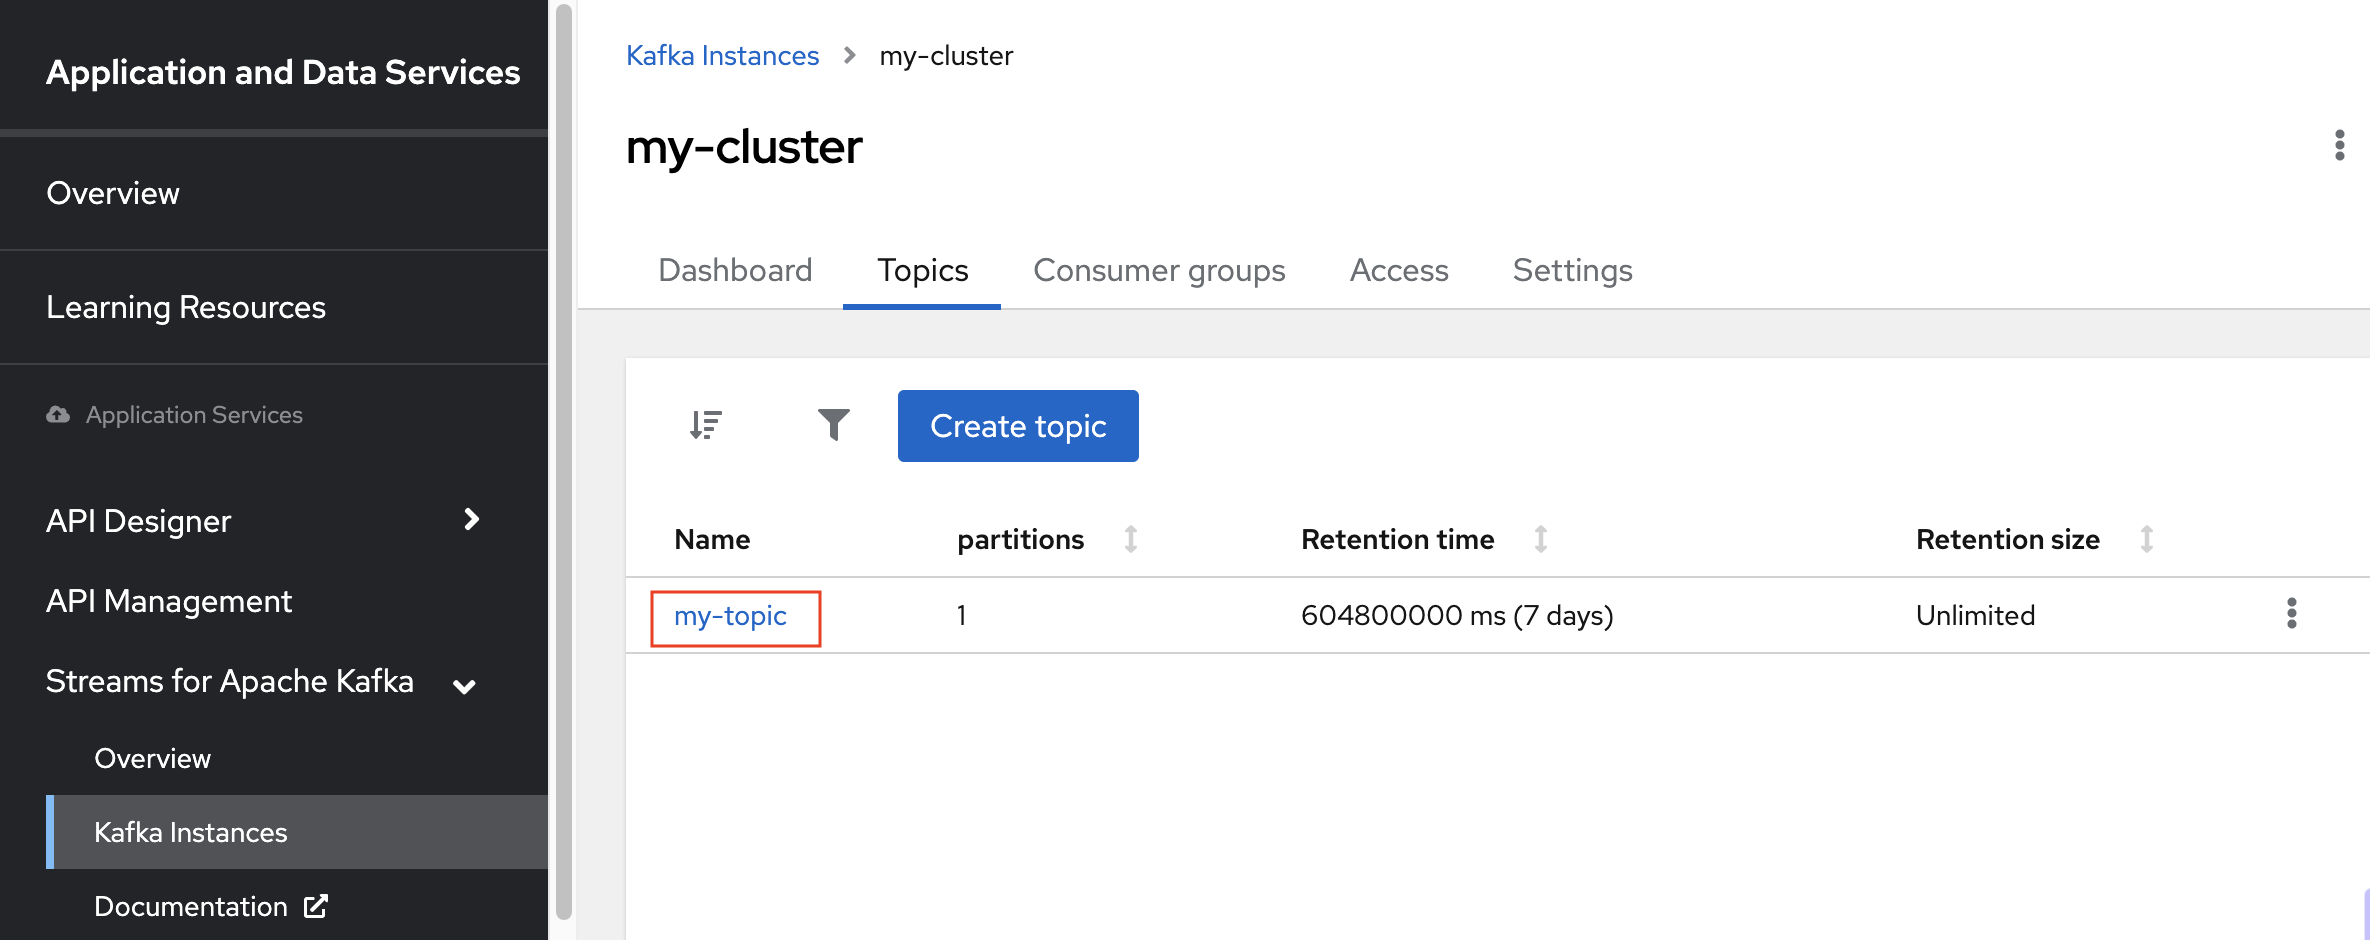 Application and Data Services
Overview
Learning Resources
Application Services
API Designer
API Management
Streams for Apache Kafka
Overview
Kafka Instances
Documentation
Kafka Instances my-cluster
my-cluster
Dashboard Topics Consumer groups Access Settings
Create topic
Name partitions Retention time Retention size
my-topic 1 604800000 ms (7 days) Unlimited